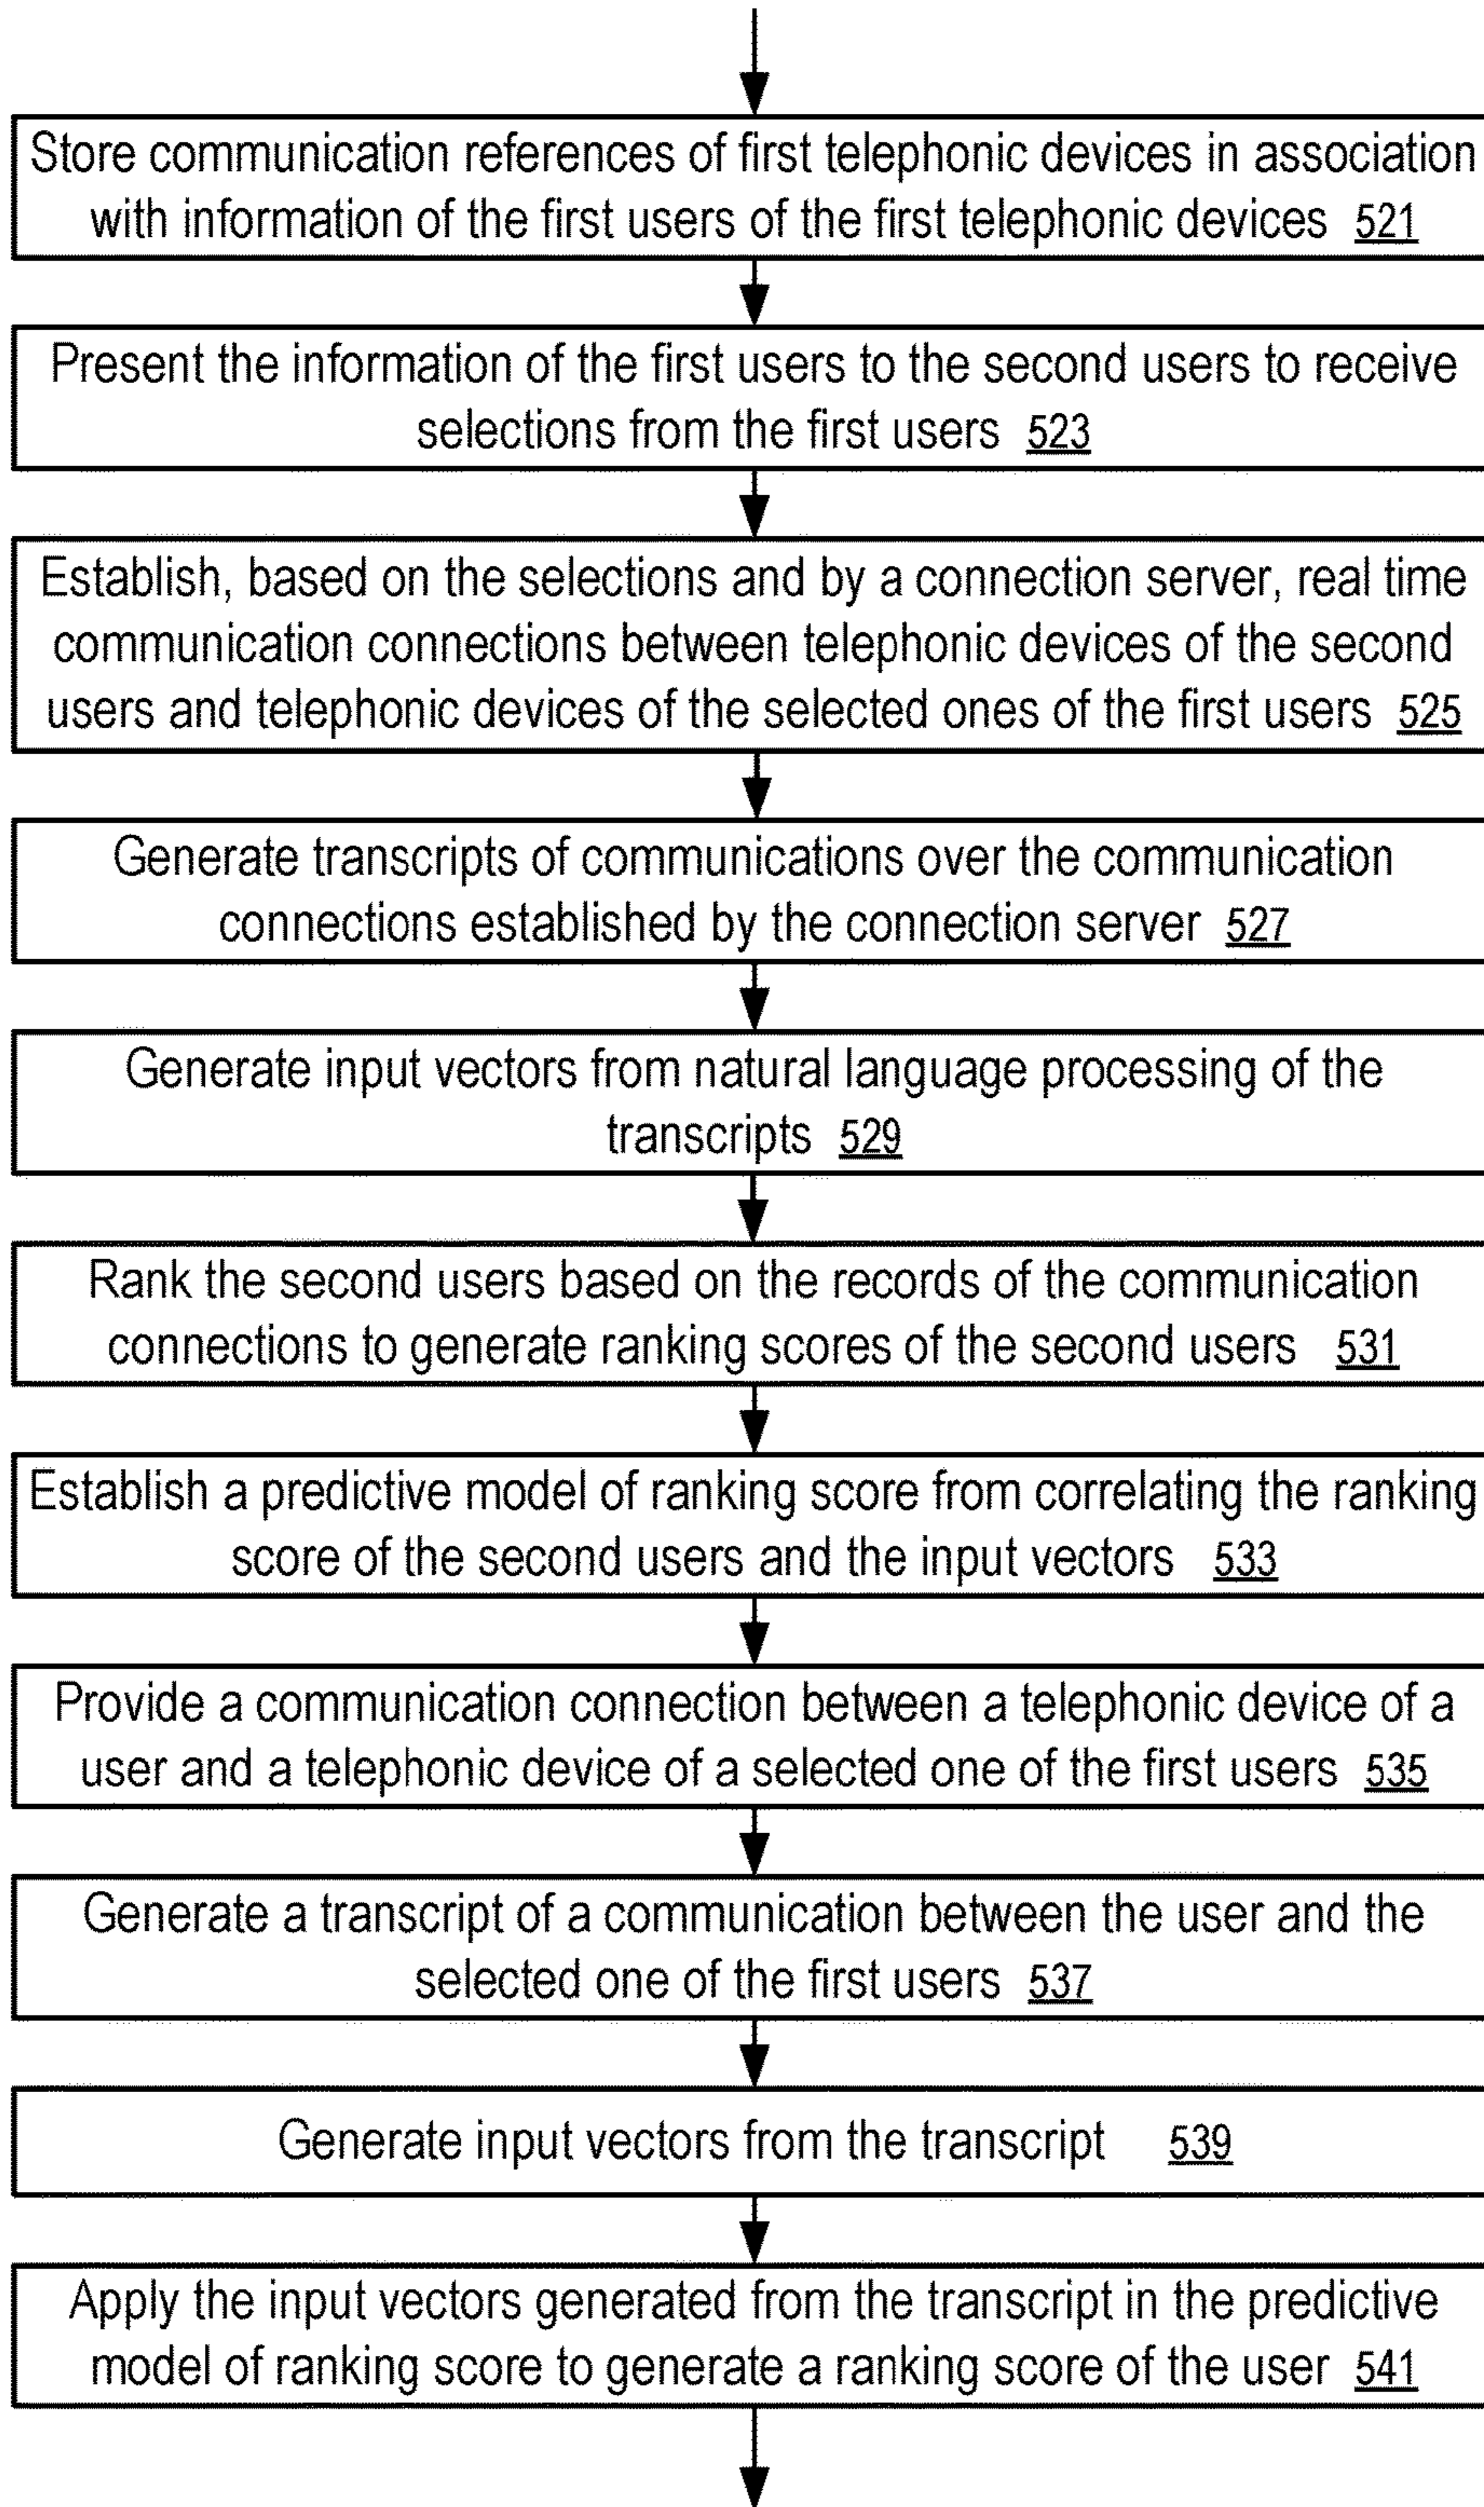 Store communication references of first telephonic devices in association
with information of the first users of the first telephonic devices 521
Present the information of the first users to the second users to receive
selections from the first users 523
Establish, based on the selections and by a connection server, real time
communication connections between telephonic devices of the second
users and telephonic devices of the selected ones of the first users 525
Generate transcripts of communications over the communication
connections established by the connection server 527
Generate input vectors from natural language processing of the
transcripts 529
Rank the second users based on the records of the communication
connections to generate ranking scores of the second users 531
Establish a predictive model of ranking score from correlating the ranking
score of the second users and the input vectors 533
Provide a communication connection between a telephonic device of a
user and a telephonic device of a selected one of the first users 535
Generate a transcript of a communication between the user and the
selected one of the first users 537
Generate input vectors from the transcript 539
Apply the input vectors generated from the transcript in the predictive
model of ranking score to generate a ranking score of the user 541